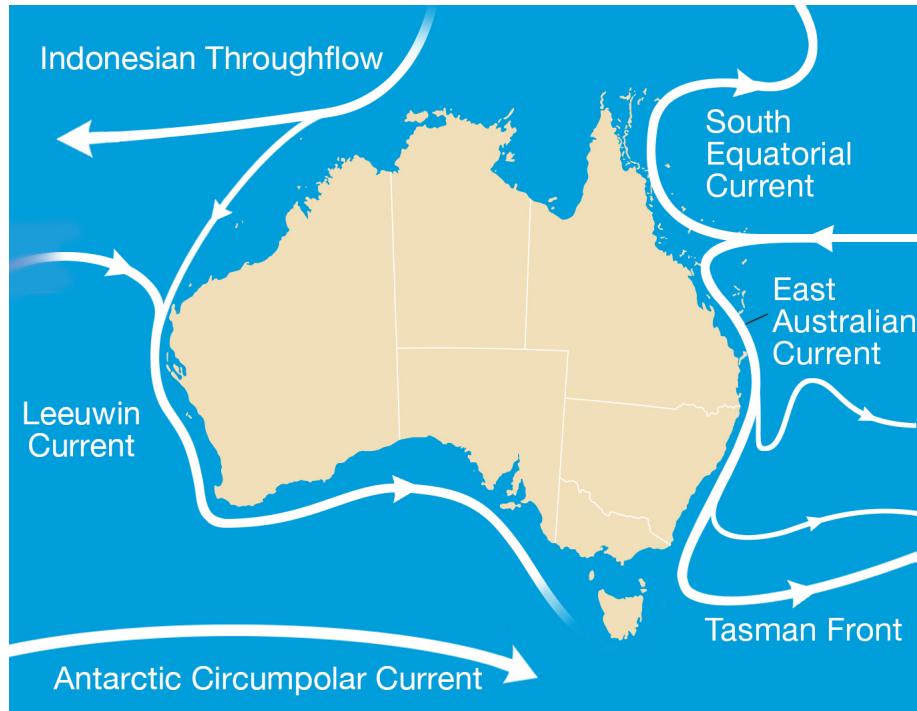 Indonesian Throughflow
South
Equatorial
Current
East
Australian
Current
Leeuwin
Current
Tasman Front
Antarctic Circumpolar Current